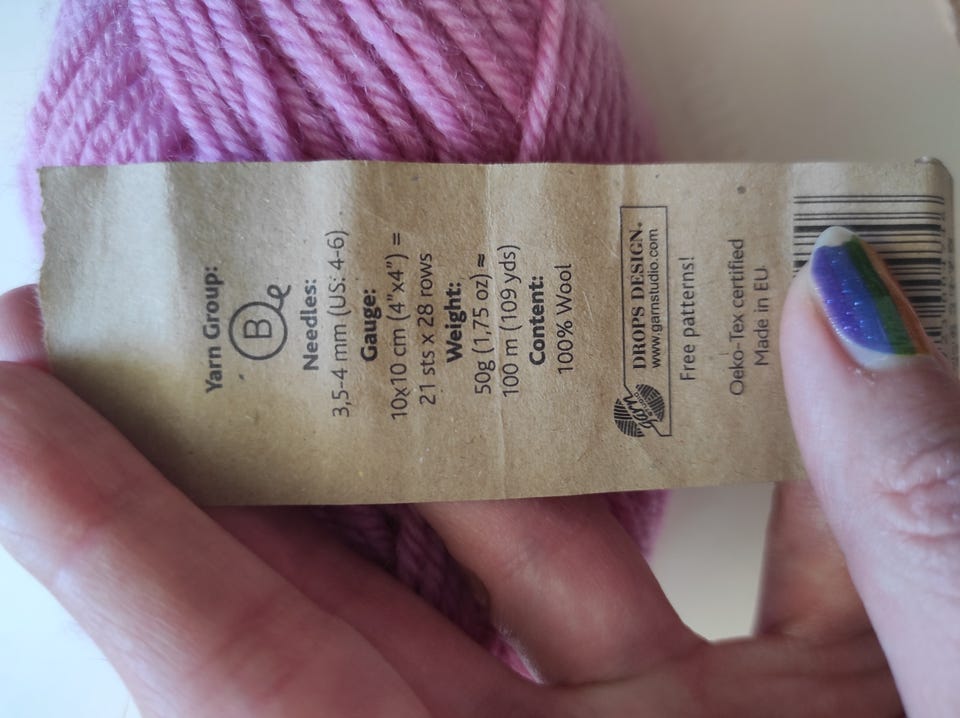 Yarn Group:
B
Needles:
3,5-4 mm (US: 4-6)
Gauge:
10x10 cm (4"x4") =
21 sts x 28 rows
Weight:
50g (1,75 oz) ≈
100 m (109 yds)
Content:
100% Wool
garn
STUDIO
DROPS DESIGN.
www.garnstudio.com
Free patterns!
Oeko-Tex certified
Made in EU